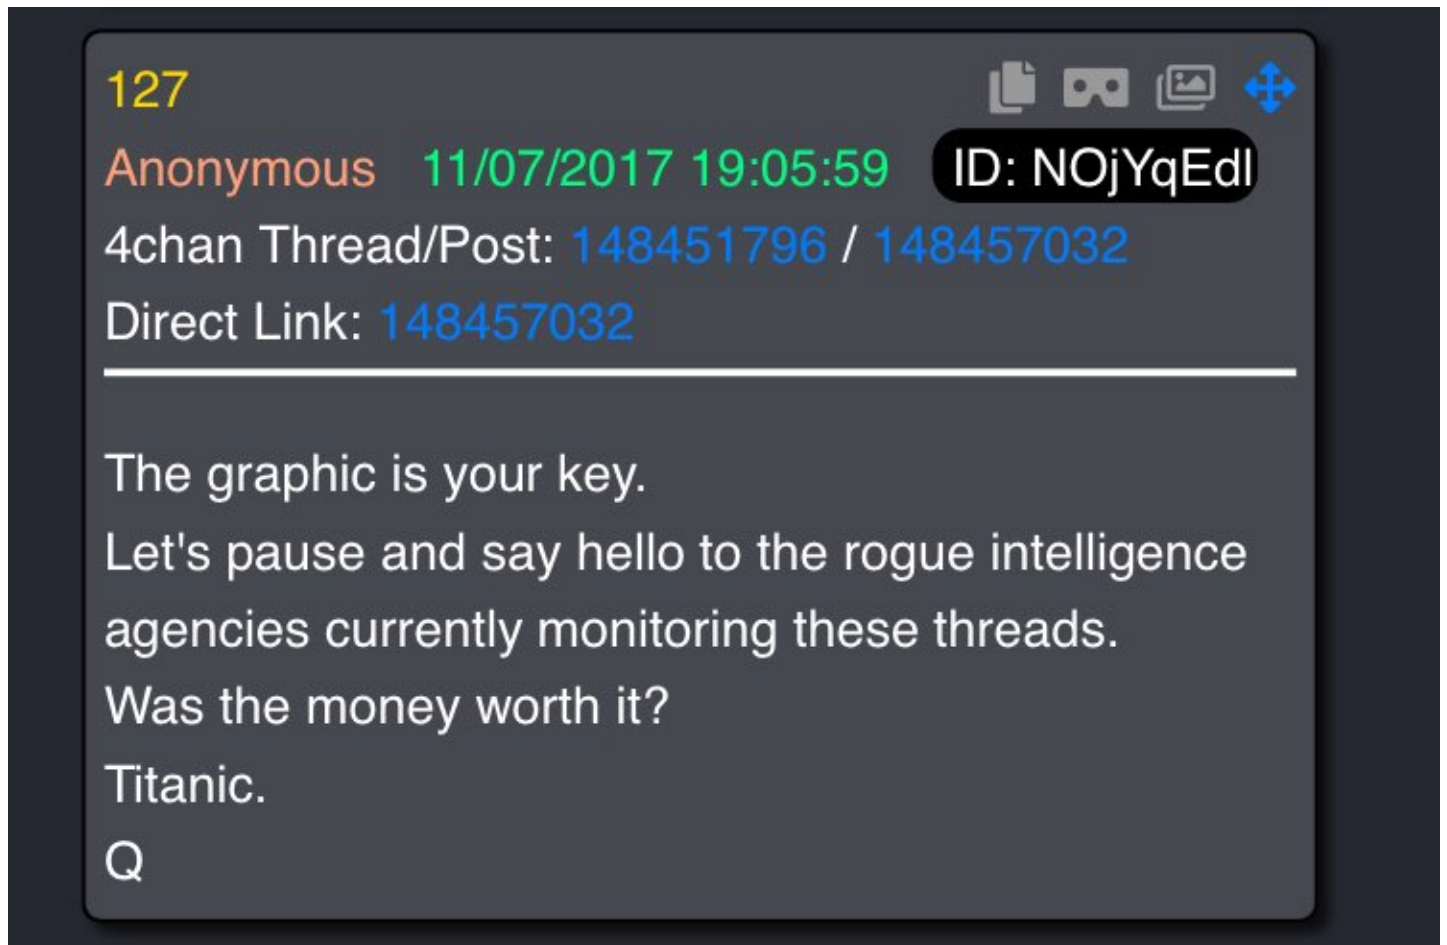 127
Anonymous 11/07/2017 19:05:59 ID: NOjYqEdl
4chan Thread/Post: 148451796 / 148457032
Direct Link: 148457032
The graphic is your key.
Let's pause and say hello to the rogue intelligence
agencies currently monitoring these threads.
Was the money worth it?
Titanic.
Q